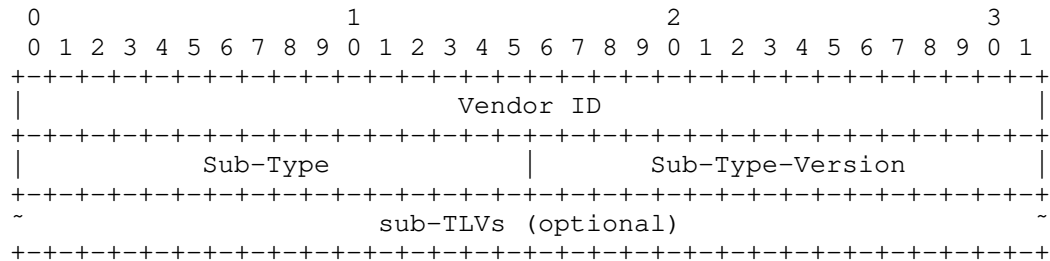 0                   1                   2                   3
 0 1 2 3 4 5 6 7 8 9 0 1 2 3 4 5 6 7 8 9 0 1 2 3 4 5 6 7 8 9 0 1
+-+-+-+-+-+-+-+-+-+-+-+-+-+-+-+-+-+-+-+-+-+-+-+-+-+-+-+-+-+-+-+-+
|                           Vendor ID                           |
+-+-+-+-+-+-+-+-+-+-+-+-+-+-+-+-+-+-+-+-+-+-+-+-+-+-+-+-+-+-+-+-+
|           Sub-Type            |       Sub-Type-Version        |
+-+-+-+-+-+-+-+-+-+-+-+-+-+-+-+-+-+-+-+-+-+-+-+-+-+-+-+-+-+-+-+-+
~                      sub-TLVs (optional)                      ~
+-+-+-+-+-+-+-+-+-+-+-+-+-+-+-+-+-+-+-+-+-+-+-+-+-+-+-+-+-+-+-+-+